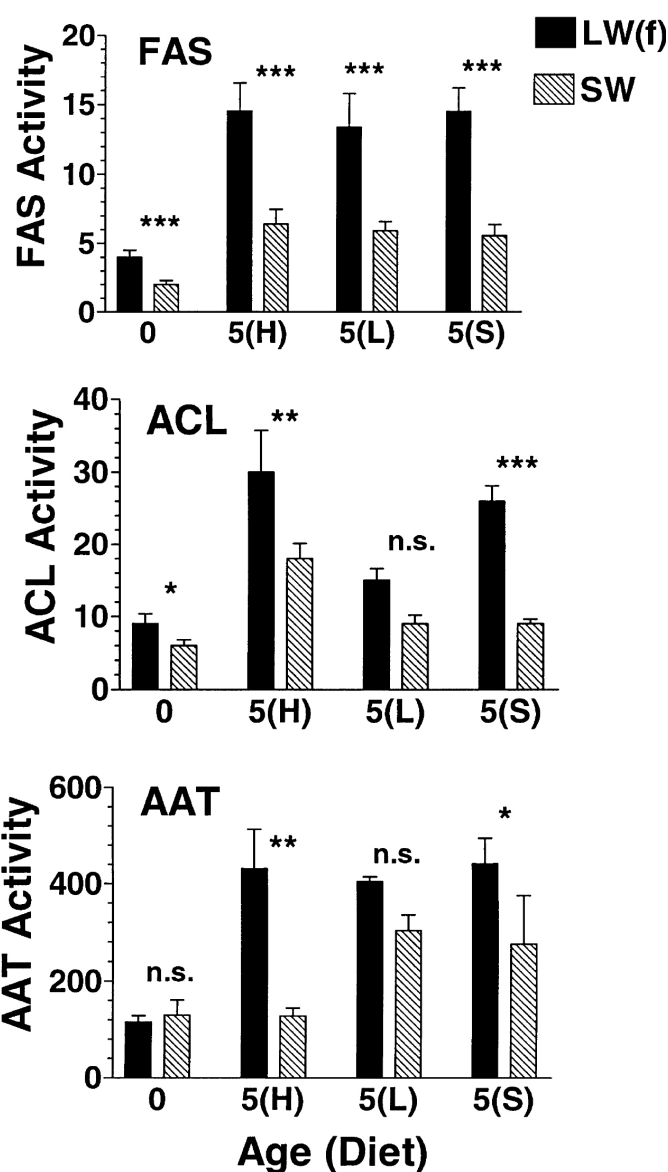 LW(f)
SW
FAS
FAS Activity
20
15
10
5
0
***
***
***
***
0 5(H) 5(L) 5(S)
ACL
ACL Activity
40
30
20
10
0
*
**
n.s.
***
0 5(H) 5(L) 5(S)
AAT
AAT Activity
600
400
200
0
n.s.
**
n.s.
*
0 5(H) 5(L) 5(S)
Age (Diet)